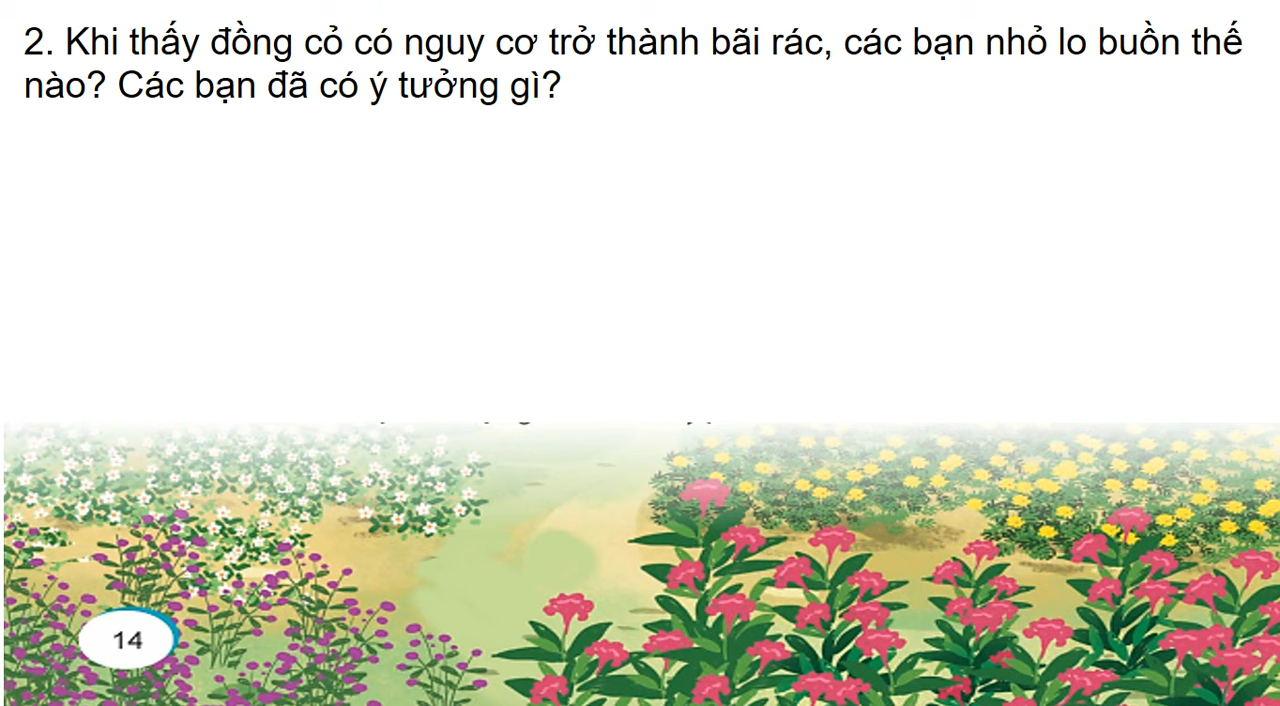 2. Khi thấy đồng cỏ có nguy cơ trở thành bãi rác, các bạn nhỏ lo buồn thế
nào? Các bạn đã có ý tưởng gì?
14